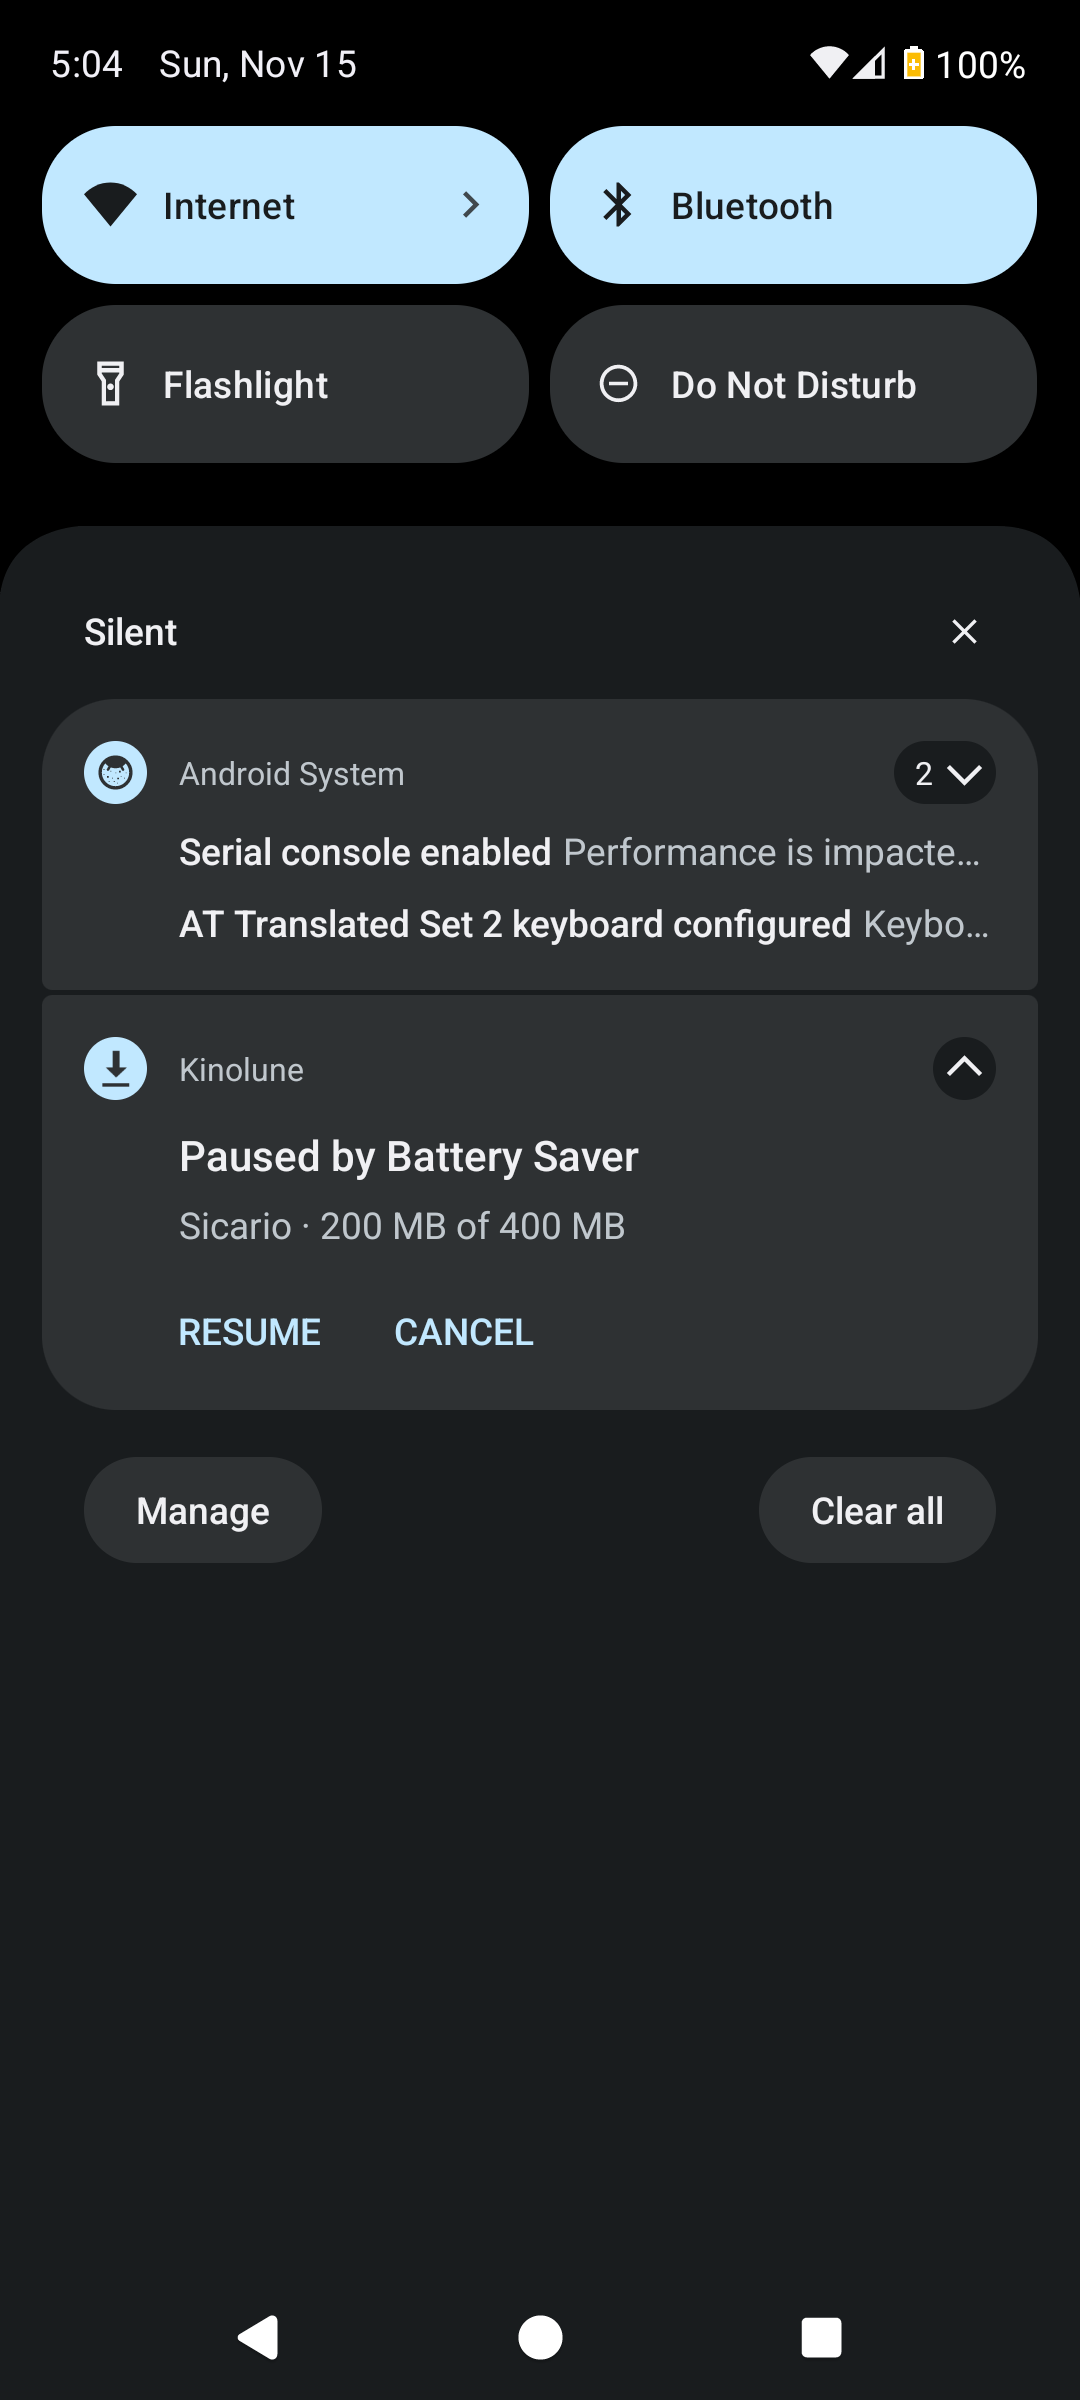 5:04 Sun, Nov 15 100%
Internet
Bluetooth
Flashlight
Do Not Disturb
Silent
Android System 2
Serial console enabled Performance is impacte…
AT Translated Set 2 keyboard configured Keybo…
Kinolune
Paused by Battery Saver
Sicario · 200 MB of 400 MB
RESUME CANCEL
Manage Clear all